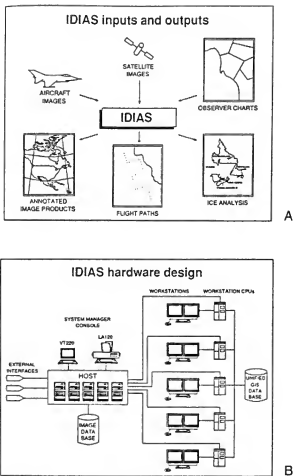 IDIAS inputs and outputs
SATELLITE
IMAGES
AIRCRAFT
IMAGES
OBSERVER CHARTS
IDIAS
ANNOTATED
IMAGE PRODUCTS
FLIGHT PATHS
ICE ANALYSIS
A
IDIAS hardware design
WORKSTATIONS
WORKSTATION CPUs
SYSTEM MANAGER
CONSOLE
VT220
LA120
EXTERNAL
INTERFACES
HOST
UNIFIED
GIS
DATA
BASE
IMAGE
DATA
BASE
B